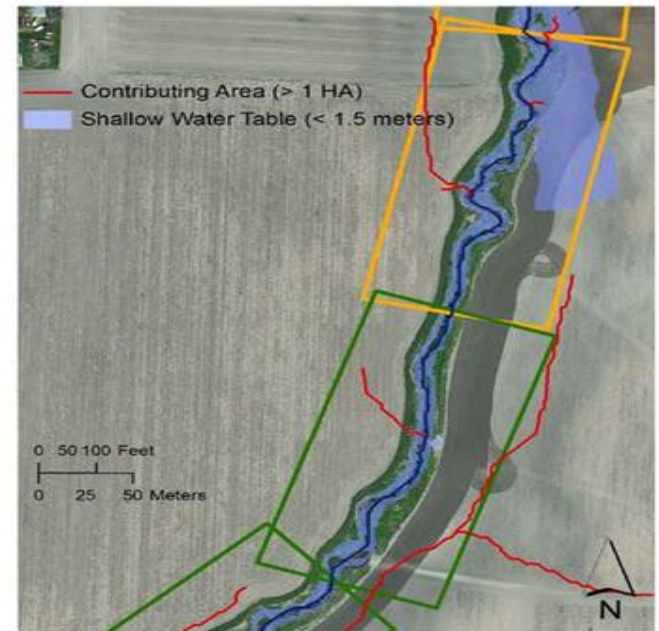 Contributing Area (> 1 HA)
Shallow Water Table (< 1.5 meters)
0 50 100 Feet
0 25 50 Meters
N